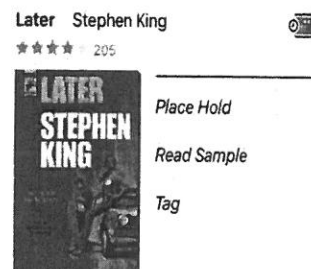 Later Stephen King
205
LATER
STEPHEN
KING
Place Hold
Read Sample
Tag